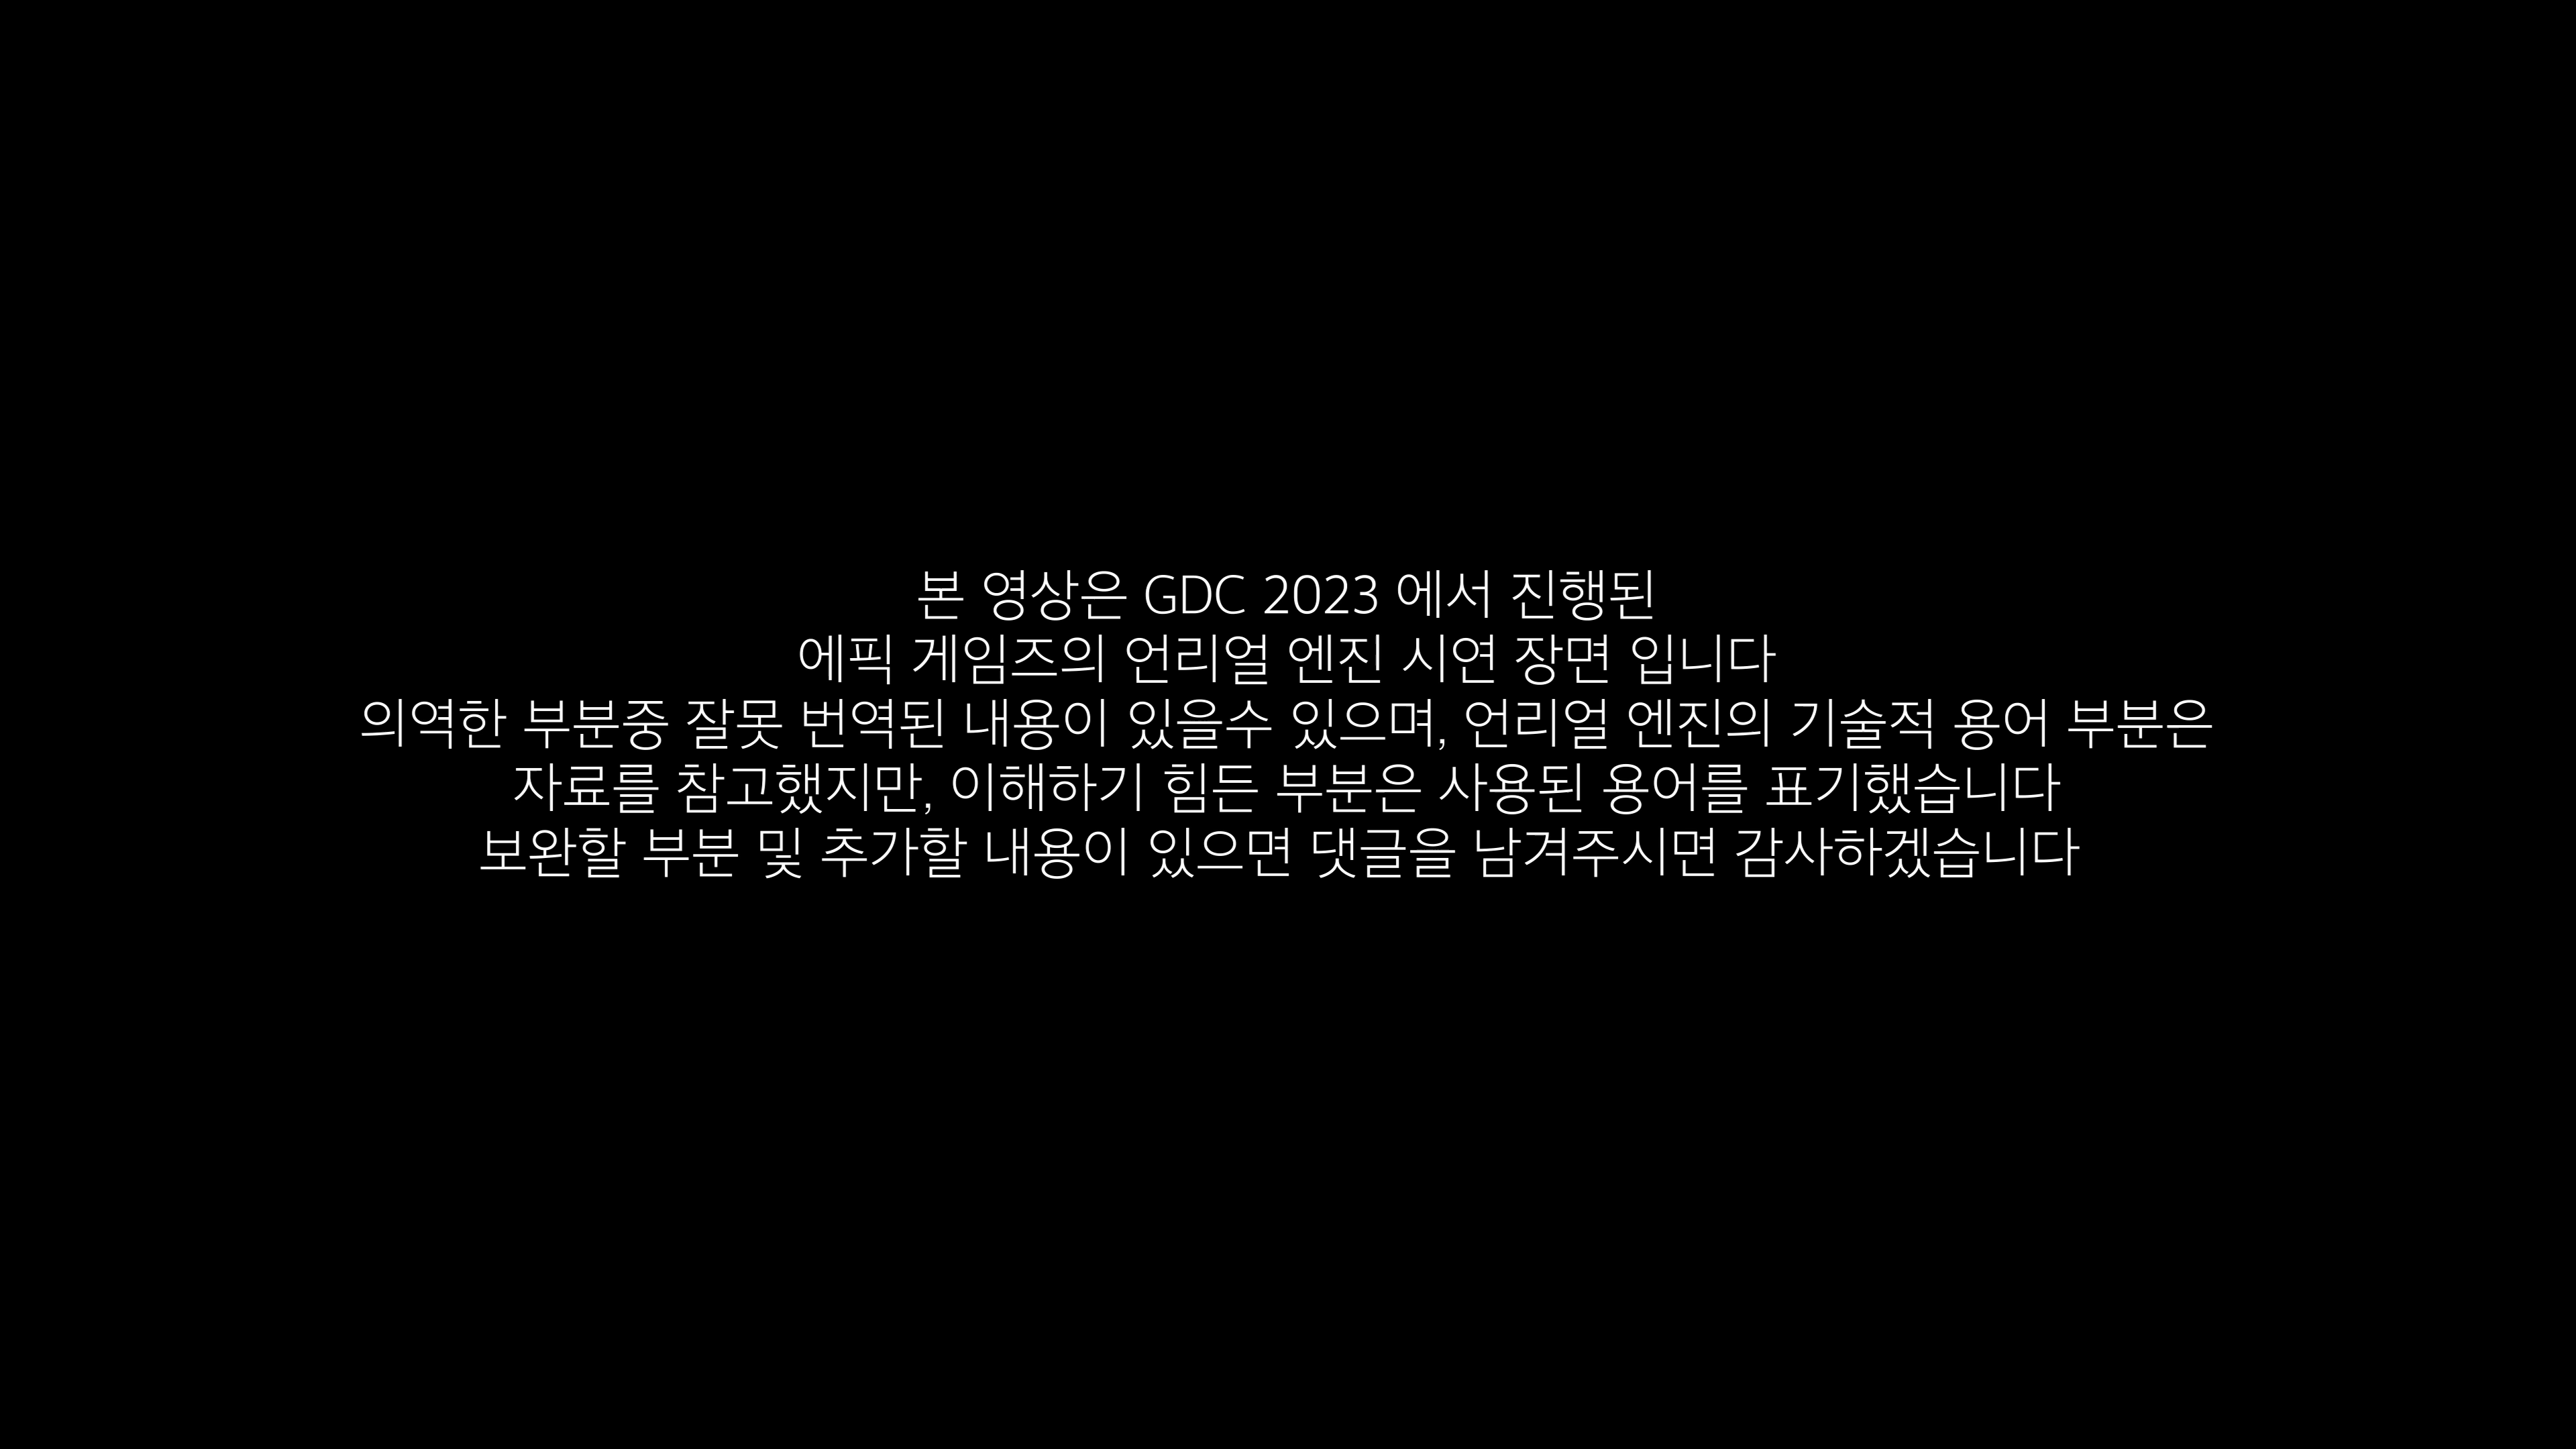 본 영상은 GDC 2023 에서 진행된
에픽 게임즈의 언리얼 엔진 시연 장면 입니다
의역한 부분중 잘못 번역된 내용이 있을수 있으며, 언리얼 엔진의 기술적 용어 부분은
자료를 참고했지만, 이해하기 힘든 부분은 사용된 용어를 표기했습니다
보완할 부분 및 추가할 내용이 있으면 댓글을 남겨주시면 감사하겠습니다